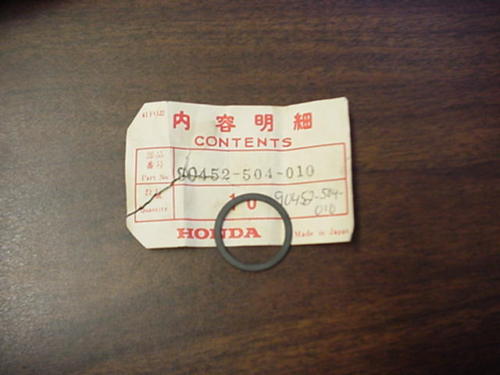 内容明細
CONTENTS
部品
番号
Part No.
90452-504-010
数量
Quantity
10
90452-504-
010
HONDA
Made in Japan